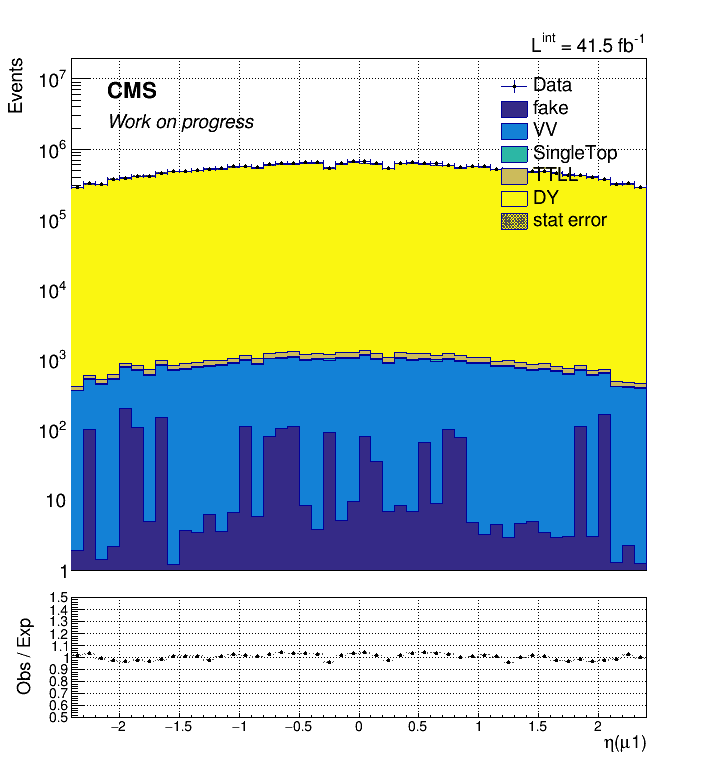 L^int = 41.5 fb^-1
Events
CMS
Work on progress
Data
fake
VV
SingleTop
TTLL
DY
stat error
10^7
10^6
10^5
10^4
10^3
10^2
10
1
Obs / Exp
1.5
1.4
1.3
1.2
1.1
1
0.9
0.8
0.7
0.6
0.5
−2 −1.5 −1 −0.5 0 0.5 1 1.5 2
η(μ1)